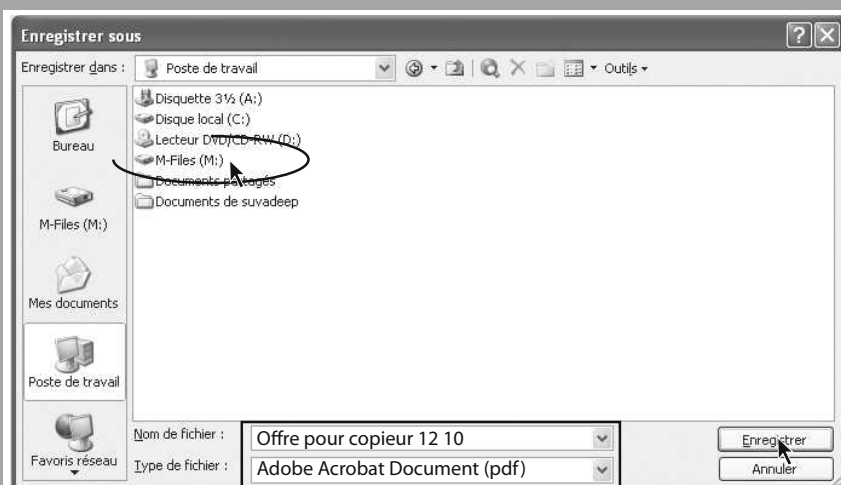 Enregistrer sous
Enregistrer dans : Poste de travail Outils
Disquette 3½ (A:)
Disque local (C:)
Lecteur DVD/CD-RW (D:)
M-Files (M:)
Documents partagés
Documents de suvadeep
Bureau
M-Files (M:)
Mes documents
Poste de travail
Favoris réseau
Nom de fichier : Offre pour copieur 12 10 Enregistrer
Type de fichier : Adobe Acrobat Document (pdf) Annuler